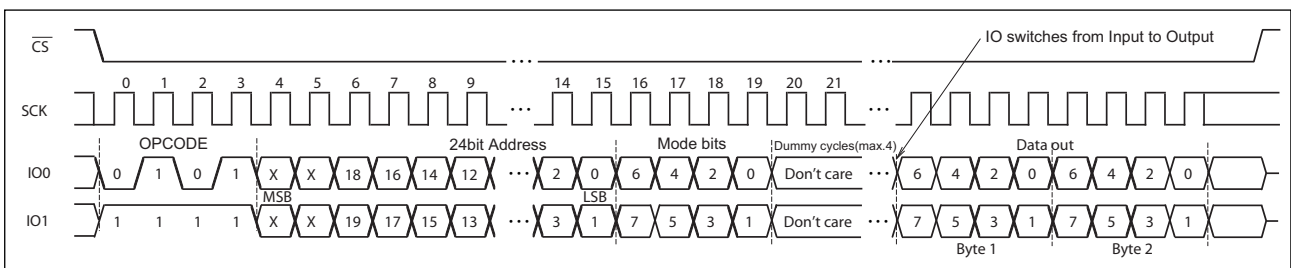 CS
IO switches from Input to Output
0 1 2 3 4 5 6 7 8 9 ... 14 15 16 17 18 19 20 21 ...
SCK
OPCODE 24bit Address Mode bits Dummy cycles(max.4) Data out
IO0 0 1 0 1 X X 18 16 14 12 ... 2 0 6 4 2 0 Don't care ... 6 4 2 0 6 4 2 0
MSB LSB
IO1 1 1 1 1 X X 19 17 15 13 ... 3 1 7 5 3 1 Don't care ... 7 5 3 1 7 5 3 1
Byte 1 Byte 2